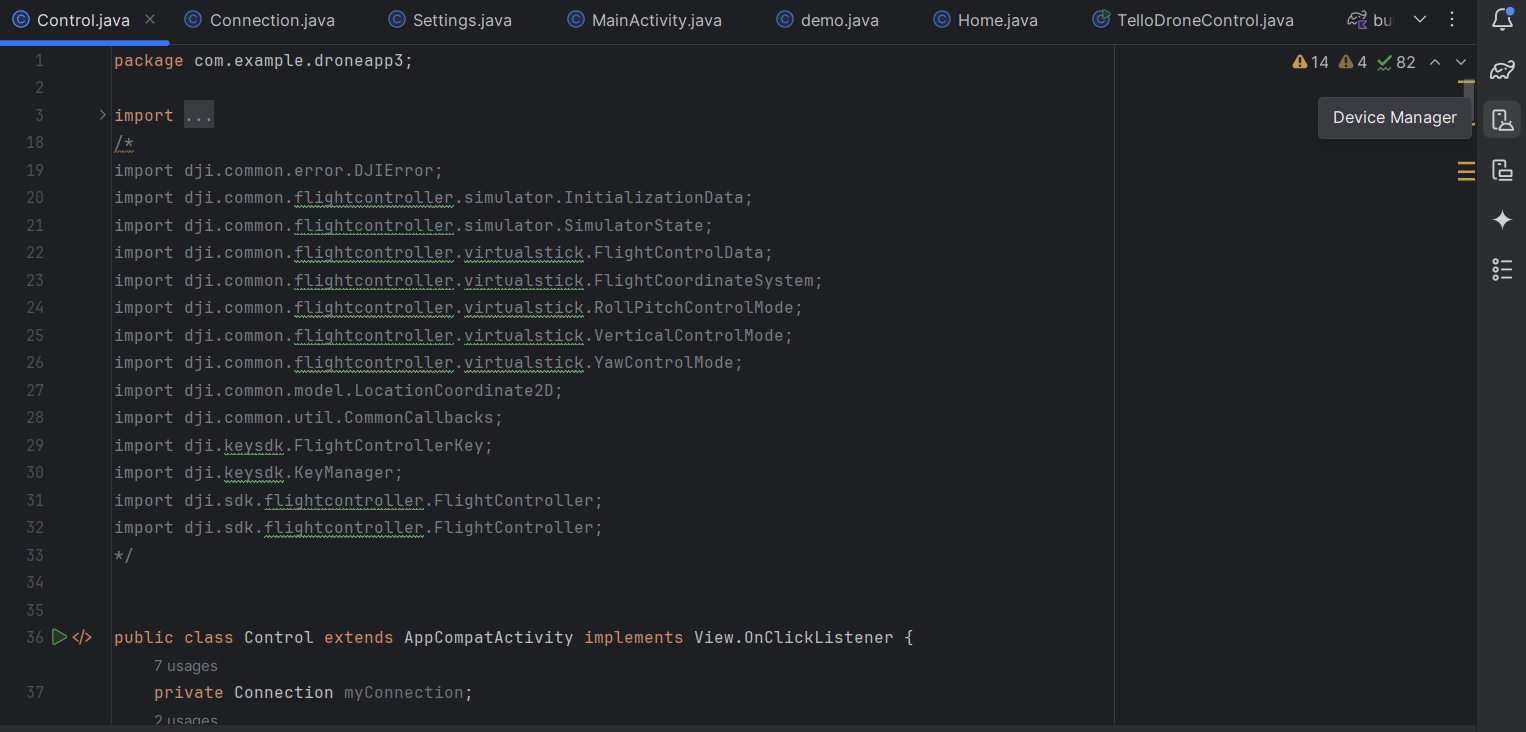 Control.java Connection.java Settings.java MainActivity.java demo.java Home.java TelloDroneControl.java bu
14 4 82
Device Manager
1 package com.example.droneapp3;
2
3 import ...
18 /*
19 import dji.common.error.DJIError;
20 import dji.common.flightcontroller.simulator.InitializationData;
21 import dji.common.flightcontroller.simulator.SimulatorState;
22 import dji.common.flightcontroller.virtualstick.FlightControlData;
23 import dji.common.flightcontroller.virtualstick.FlightCoordinateSystem;
24 import dji.common.flightcontroller.virtualstick.RollPitchControlMode;
25 import dji.common.flightcontroller.virtualstick.VerticalControlMode;
26 import dji.common.flightcontroller.virtualstick.YawControlMode;
27 import dji.common.model.LocationCoordinate2D;
28 import dji.common.util.CommonCallbacks;
29 import dji.keysdk.FlightControllerKey;
30 import dji.keysdk.KeyManager;
31 import dji.sdk.flightcontroller.FlightController;
32 import dji.sdk.flightcontroller.FlightController;
33 */
34
35
36 public class Control extends AppCompatActivity implements View.OnClickListener {
7 usages
37 private Connection myConnection;
2 usages